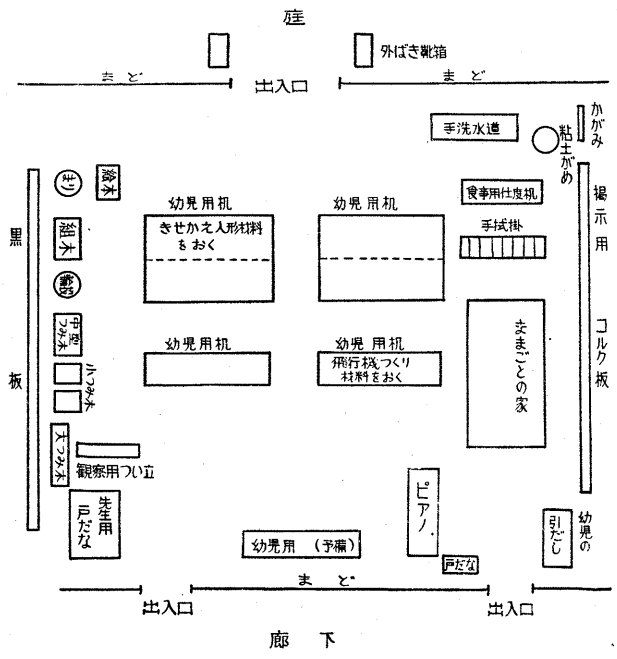 庭
外ばき靴箱
まど
出入口
まど
手洗水道
粘土がめ
かがみ
まり
絵本
幼児用机
幼児用机
食事用仕度机
掲示用コルク板
黒板
組木
きせかえ人形材料
をおく
手拭掛
輪投
中型
つみ木
幼児用机
幼児用机
ままごとの家
小つみ木
飛行機つくり
材料をおく
大つみ木
観察用つい立
先生用
戸だな
ピアノ
幼児の
引だし
幼児用 (予備)
戸だな
まど
出入口
出入口
廊下